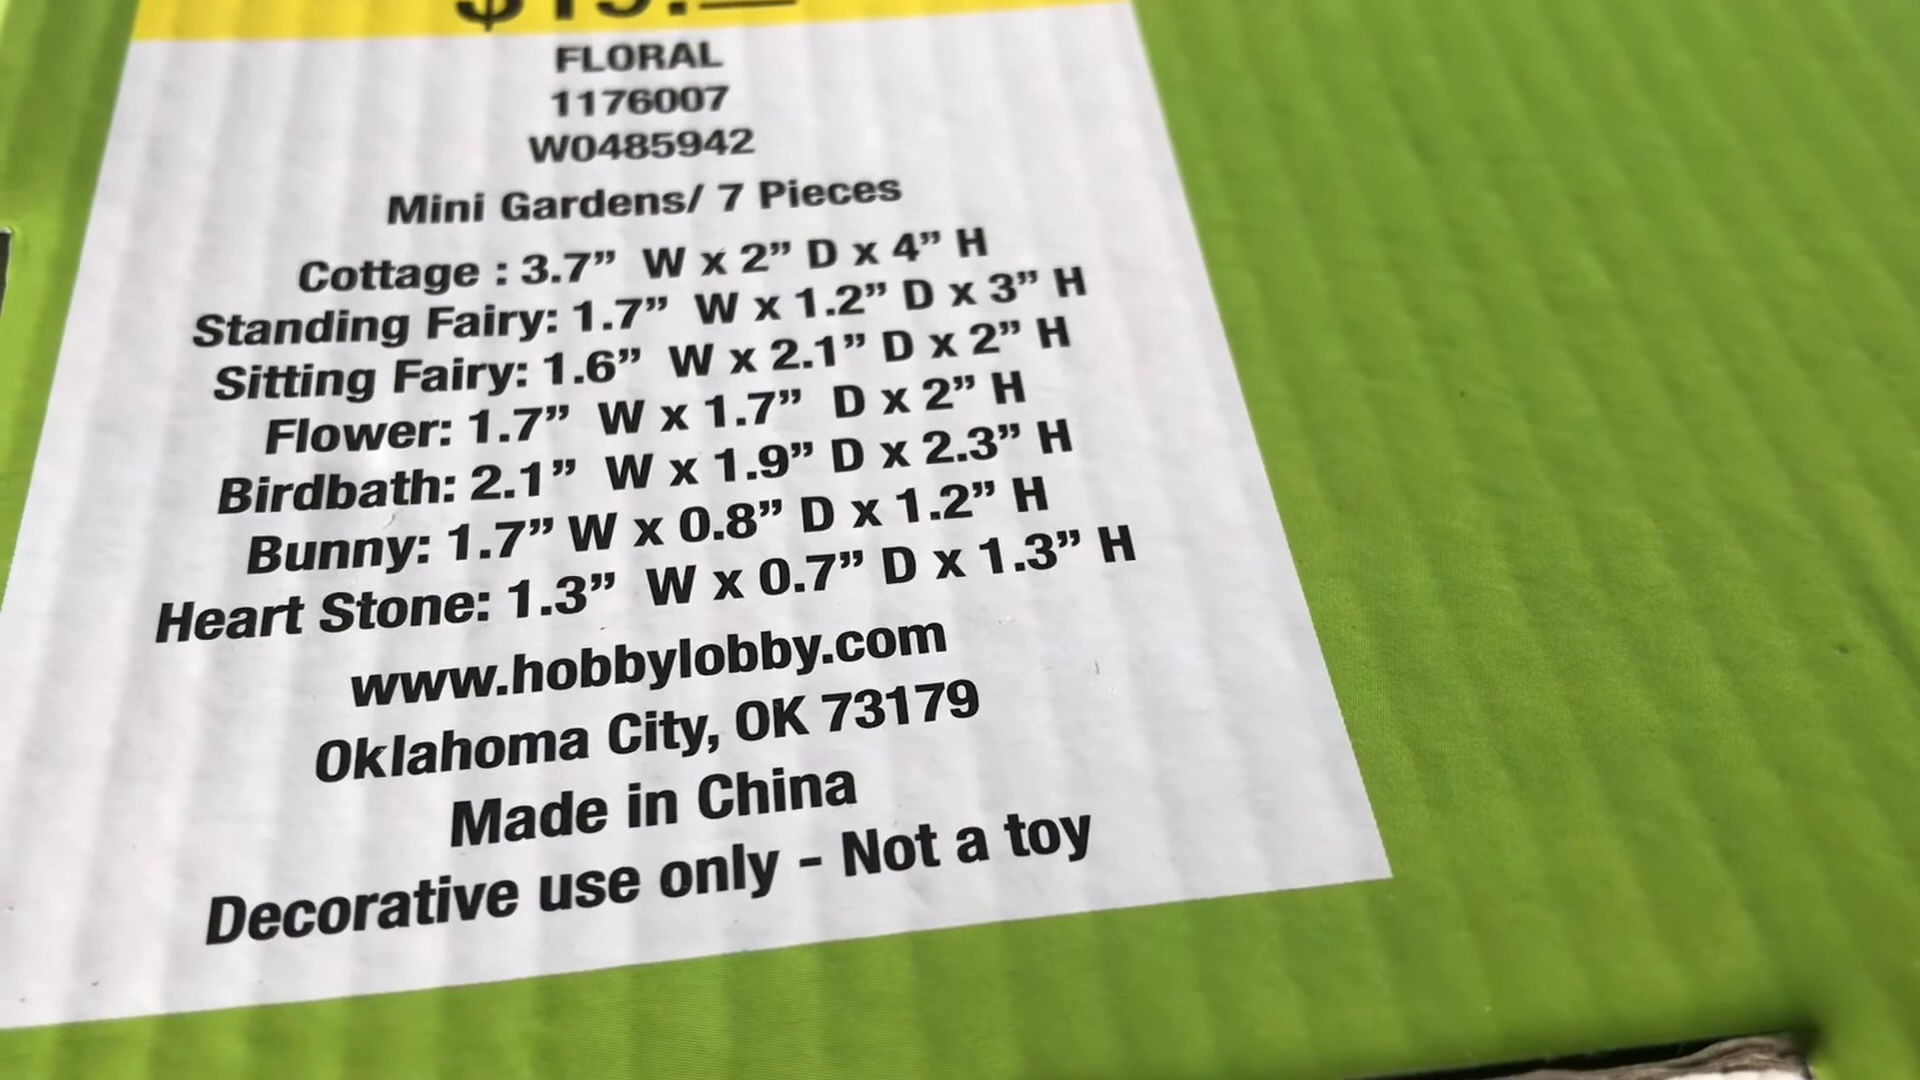 FLORAL
1176007
W0485942
Mini Gardens/ 7 Pieces
Cottage : 3.7” W x 2” D x 4” H
Standing Fairy: 1.7” W x 1.2” D x 3” H
Sitting Fairy: 1.6” W x 2.1” D x 2” H
Flower: 1.7” W x 1.7” D x 2” H
Birdbath: 2.1” W x 1.9” D x 2.3” H
Bunny: 1.7” W x 0.8” D x 1.2” H
Heart Stone: 1.3” W x 0.7” D x 1.3” H
www.hobbylobby.com
Oklahoma City, OK 73179
Made in China
Decorative use only - Not a toy